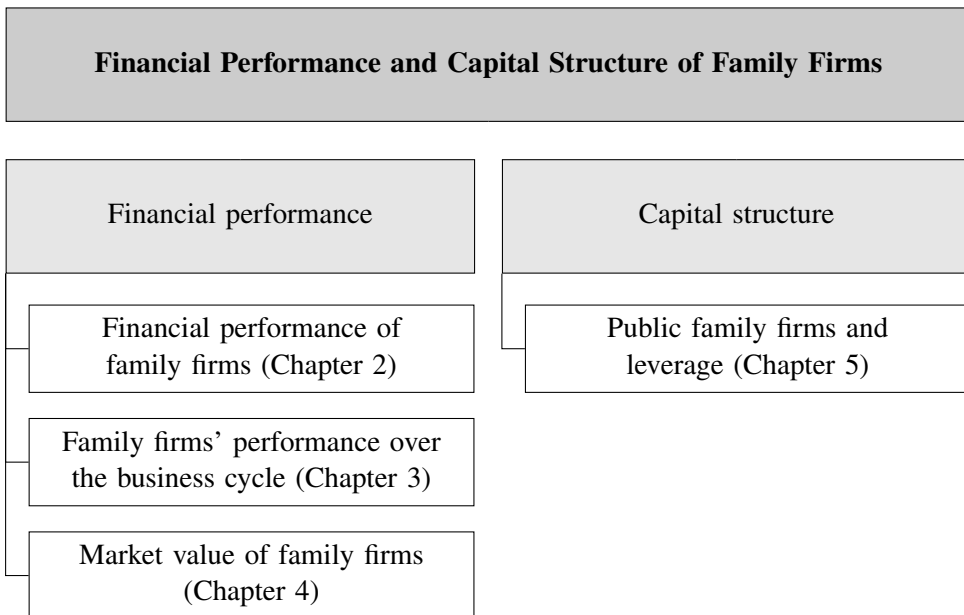 Financial Performance and Capital Structure of Family Firms
Financial performance
Financial performance of
family firms (Chapter 2)
Family firms’ performance over
the business cycle (Chapter 3)
Market value of family firms
(Chapter 4)
Capital structure
Public family firms and
leverage (Chapter 5)